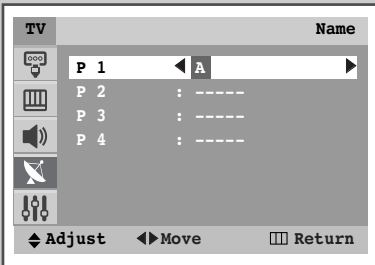 TV Name
P 1 ◀ A ▶
P 2 : -----
P 3 : -----
P 4 : -----
Adjust Move Return